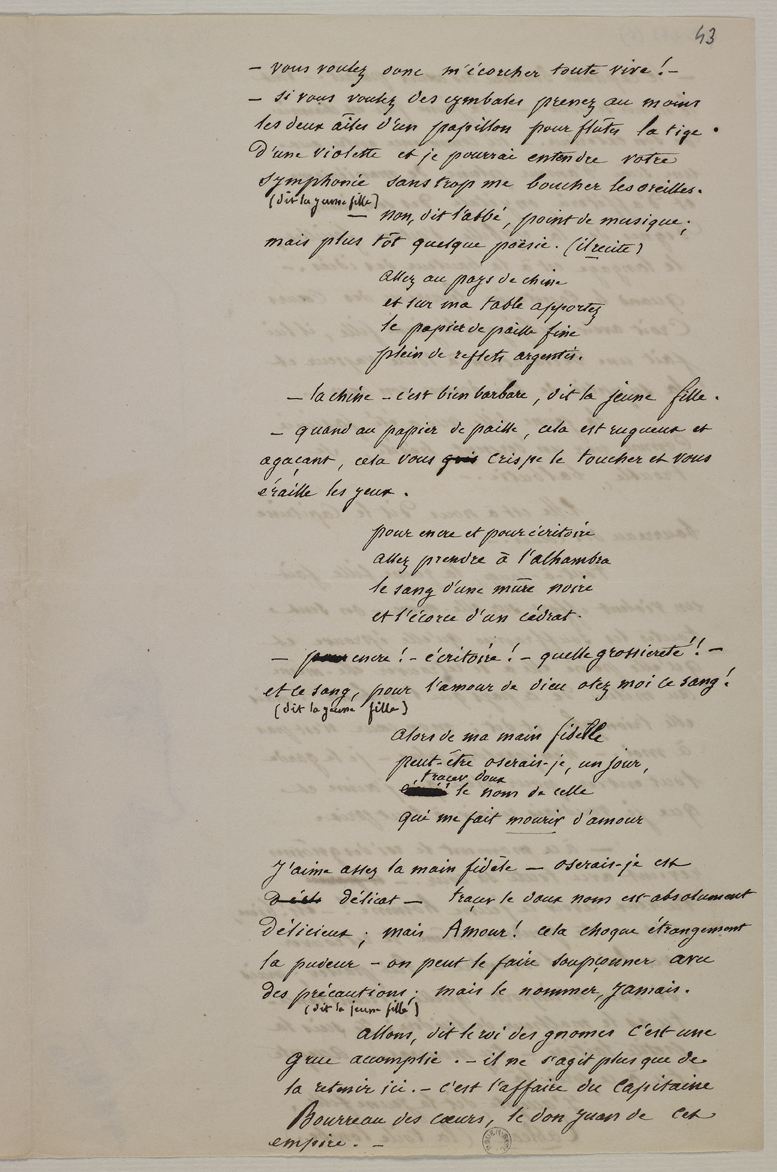 43
– vous voulez donc m'écorcher toute vive ! –
– si vous voulez des cymbales prenez au moins
les deux aîles d'un papillon pour flûte la tige
d'une violette et je pourrai entendre votre
symphonie sans trop me boucher les oreilles.
(dit la jeune fille)
– non, dit l'abbé, point de musique ;
mais plus tôt quelque poèsie. (il recite)
allez au pays de chine
et sur ma table apportez
le papier de paille fine
plein de reflets argentés.
– la chine – c'est bien barbare, dit la jeune fille.
– quand au papier de paille, cela est rugueux et
agaçant, cela vous crispe le toucher et vous
éraille les yeux.
pour encre et pour écritoire
allez prendre à l'alhambra
le sang d'une mûre noire
et l'écorce d'un cédrat.
– pour encre ! – écritoire ! – quelle grossiereté !! –
et ce sang, pour l'amour de dieu otez moi ce sang !
(dit la jeune fille)
alors de ma main fidelle
peut-être oserais-je, un jour,
tracer doux
le nom de celle
qui me fait mourir d'amour
J'aime assez la main fidèle – oserais-je est
délicat – tracer le doux nom est absolument
délicieux ; mais Amour ! cela choque étrangement
la pudeur – on peut le faire soupçonner avec
des précautions ; mais le nommer, jamais.
(dit la jeune fille)
allons, dit le roi des gnomes c'est une
grue accomplie. – il ne s'agit plus que de
la retenir ici. – c'est l'affaire du Capitaine
Bourreau des cœurs, le don juan de cet
empire. –